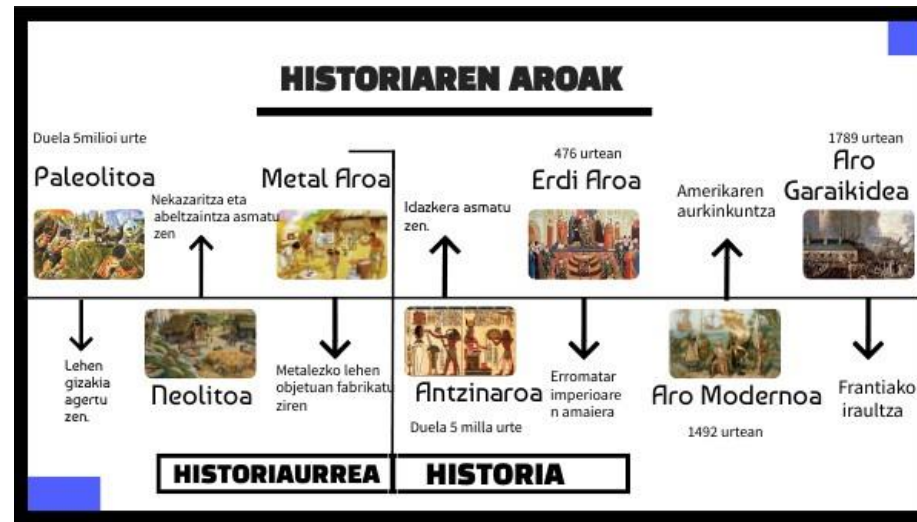 HISTORIAREN AROAK
Duela 5milioi urte
Paleolitoa
Lehen
gizakia
agertu
zen.
Nekazaritza eta
abeltzaintza asmatu
zen
Neolitoa
Metal Aroa
Metalezko lehen
objetuan fabrikatu
ziren
Idazkera asmatu
zen.
Antzinaroa
Duela 5 milla urte
476 urtean
Erdi Aroa
Erromatar
imperioare
n amaiera
Amerikaren
aurkinkuntza
Aro Modernoa
1492 urtean
1789 urtean
Aro
Garaikidea
Frantiako
iraultza
HISTORIAURREA
HISTORIA